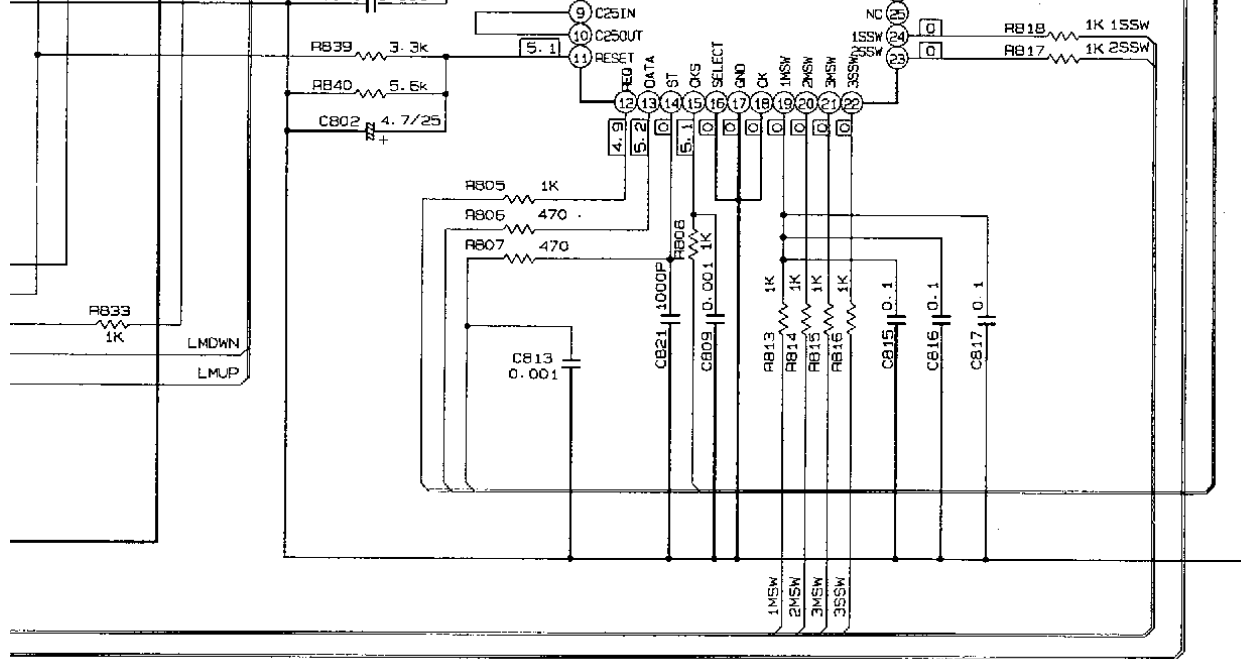 9 C25IN
10 C25OUT
5.1 11 RESET
R839 3.3k
R840 5.6k
C802 4.7/25
+
NC 25
0 1SSW 24 R818 1K 1SSW
0 2SSW 23 R817 1K 2SSW
REQ DATA ST CKS SELECT GND CK 1MSW 2MSW 3MSW 3SSW
12 13 14 15 16 17 18 19 20 21 22
4.9 5.2 0 5.1 0 0 0 0 0 0 0
R805 1K
R806 470
R807 470
R808 1K
R833
1K
LMDWN
LMUP
C813
0.001
C821 1000P
C809 0.001
R813 1K
R814 1K
R815 1K
R816 1K
C815 0.1
C816 0.1
C817 0.1
1MSW
2MSW
3MSW
3SSW